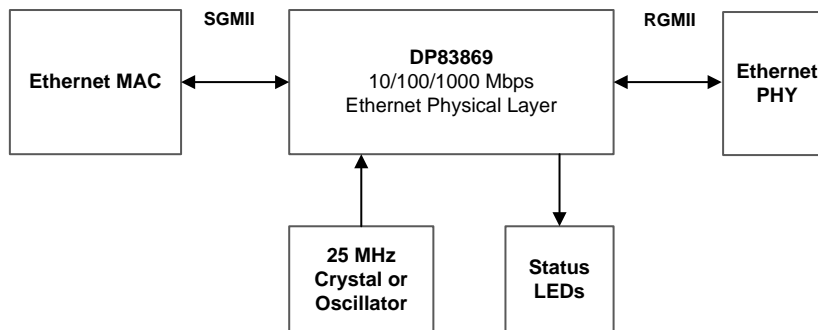 SGMII
RGMII
Ethernet MAC
DP83869
10/100/1000 Mbps
Ethernet Physical Layer
Ethernet
PHY
25 MHz
Crystal or
Oscillator
Status
LEDs